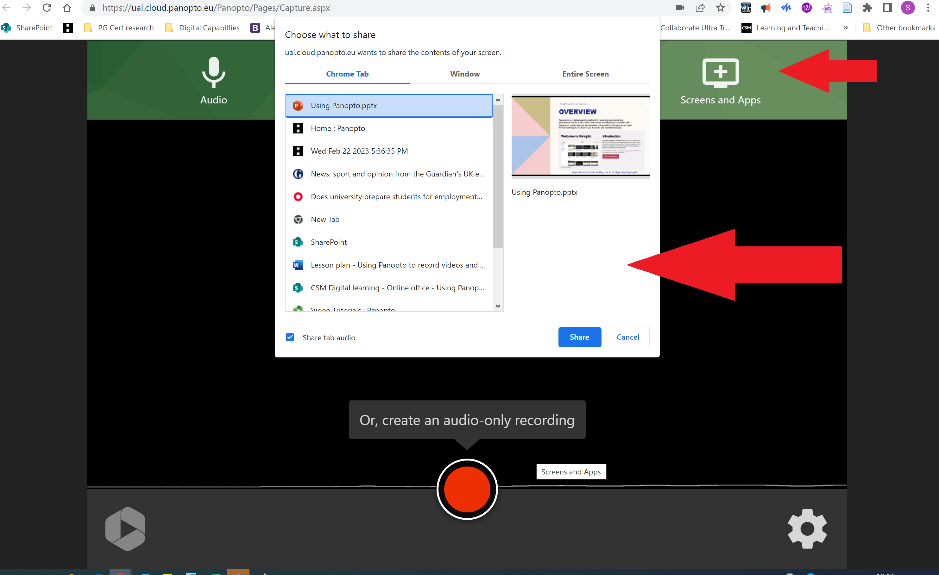 https://ual.cloud.panopto.eu/Panopto/Pages/Capture.aspx
SharePoint
PG Cert research
Digital Capabilities
Collaborate Ultra Tr...
Learning and Teachi...
»
Other bookmarks
Choose what to share
ual.cloud.panopto.eu wants to share the contents of your screen.
Chrome Tab
Window
Entire Screen
Audio
Screens and Apps
Using Panopto.pptx
Home : Panopto
Wed Feb 22 2023 5:36:35 PM
News, sport and opinion from the Guardian's UK e...
Does university prepare students for employment...
New Tab
SharePoint
Lesson plan - Using Panopto to record videos and...
CSM Digital learning - Online office - Using Panop...
Video Tutorials : Panopto
OVERVIEW
Welcome to Panopto
Introduction
Using Panopto.pptx
Share tab audio
Share
Cancel
Or, create an audio-only recording
Screens and Apps